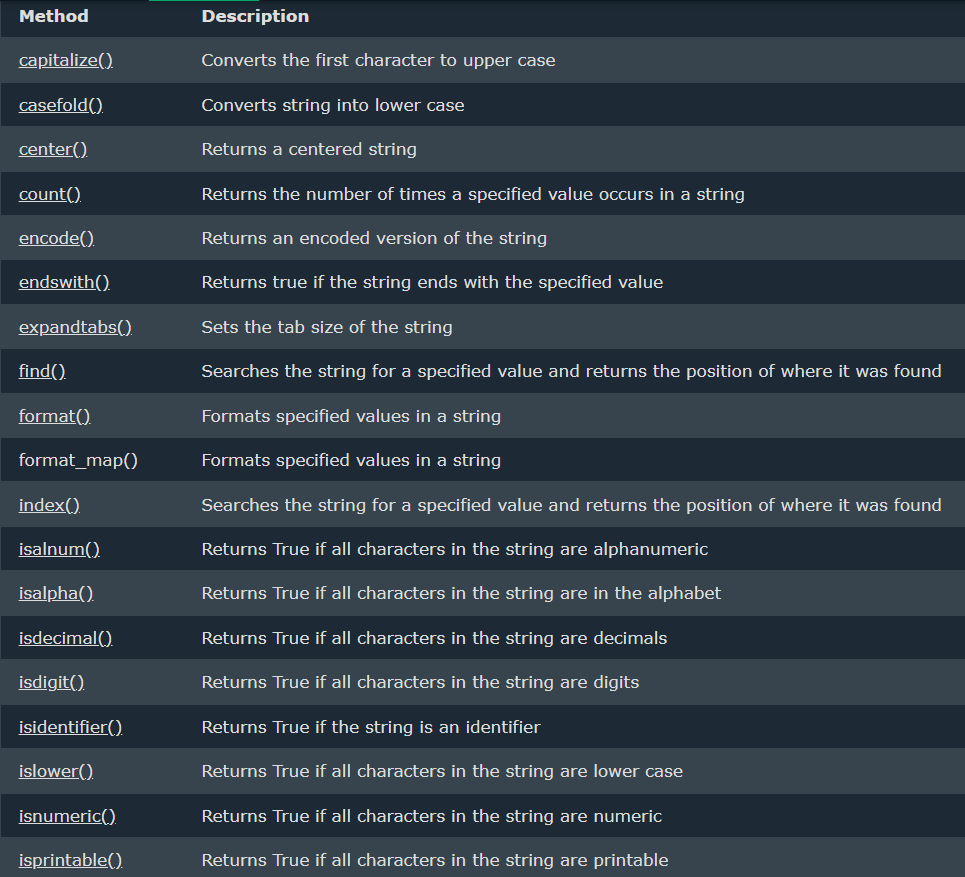 Method Description
capitalize() Converts the first character to upper case
casefold() Converts string into lower case
center() Returns a centered string
count() Returns the number of times a specified value occurs in a string
encode() Returns an encoded version of the string
endswith() Returns true if the string ends with the specified value
expandtabs() Sets the tab size of the string
find() Searches the string for a specified value and returns the position of where it was found
format() Formats specified values in a string
format_map() Formats specified values in a string
index() Searches the string for a specified value and returns the position of where it was found
isalnum() Returns True if all characters in the string are alphanumeric
isalpha() Returns True if all characters in the string are in the alphabet
isdecimal() Returns True if all characters in the string are decimals
isdigit() Returns True if all characters in the string are digits
isidentifier() Returns True if the string is an identifier
islower() Returns True if all characters in the string are lower case
isnumeric() Returns True if all characters in the string are numeric
isprintable() Returns True if all characters in the string are printable